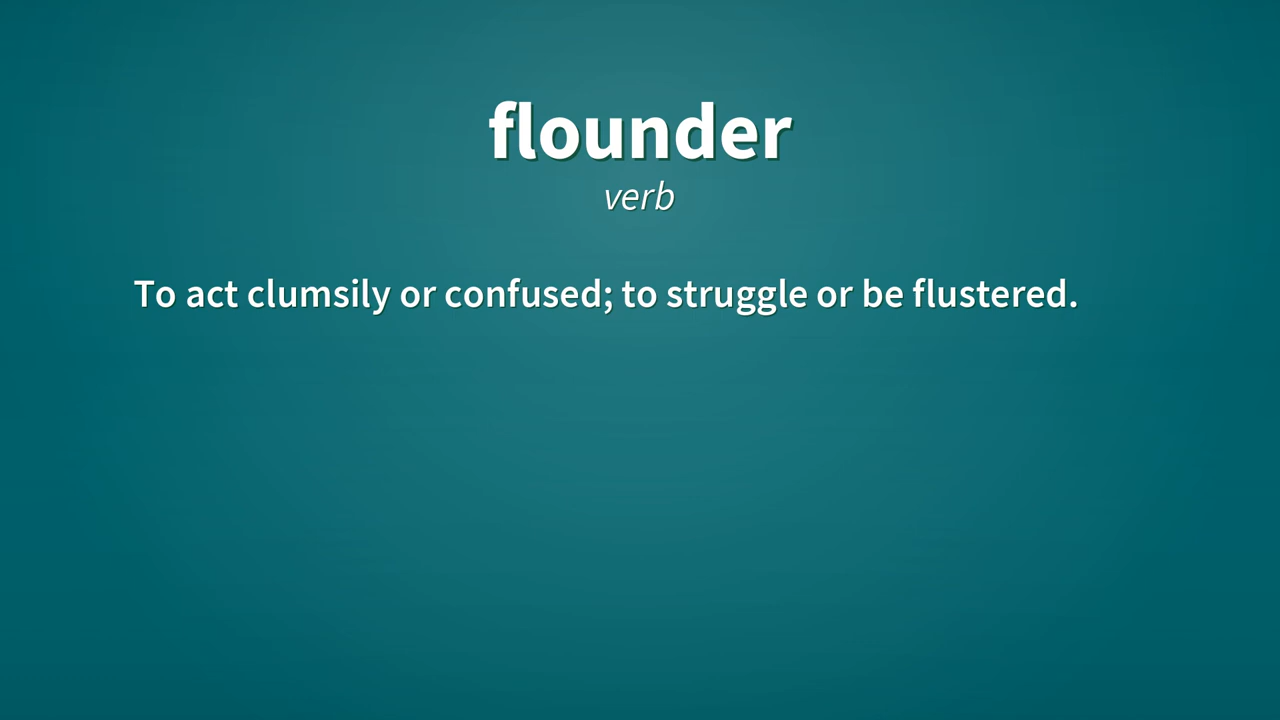 flounder
verb
To act clumsily or confused; to struggle or be flustered.